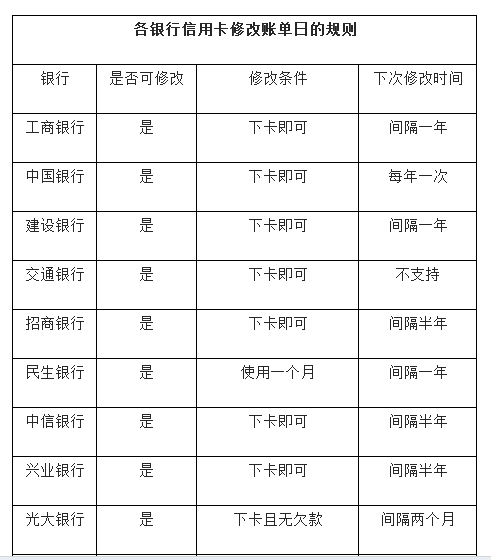 各银行信用卡修改账单日的规则
银行 是否可修改 修改条件 下次修改时间
工商银行 是 下卡即可 间隔一年
中国银行 是 下卡即可 每年一次
建设银行 是 下卡即可 间隔一年
交通银行 是 下卡即可 不支持
招商银行 是 下卡即可 间隔半年
民生银行 是 使用一个月 间隔一年
中信银行 是 下卡即可 间隔半年
兴业银行 是 下卡即可 间隔半年
光大银行 是 下卡且无欠款 间隔两个月